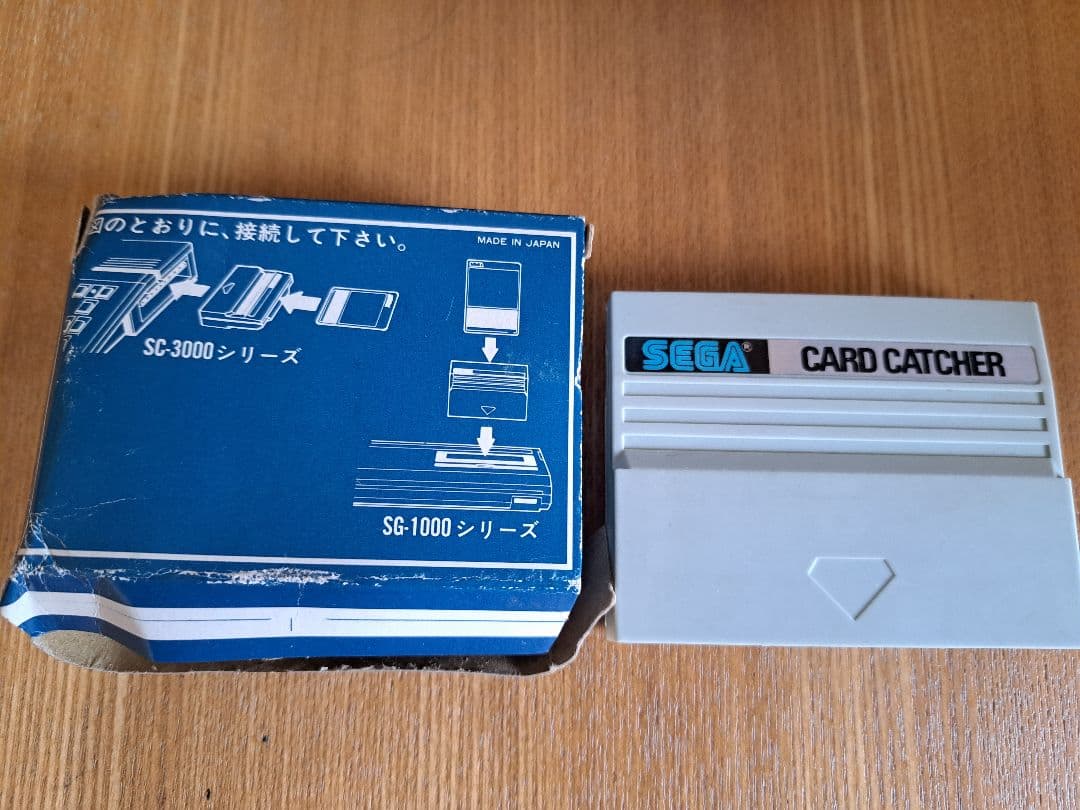 図のとおりに、接続して下さい。
MADE IN JAPAN
SC-3000シリーズ
SG-1000シリーズ
SEGA® CARD CATCHER